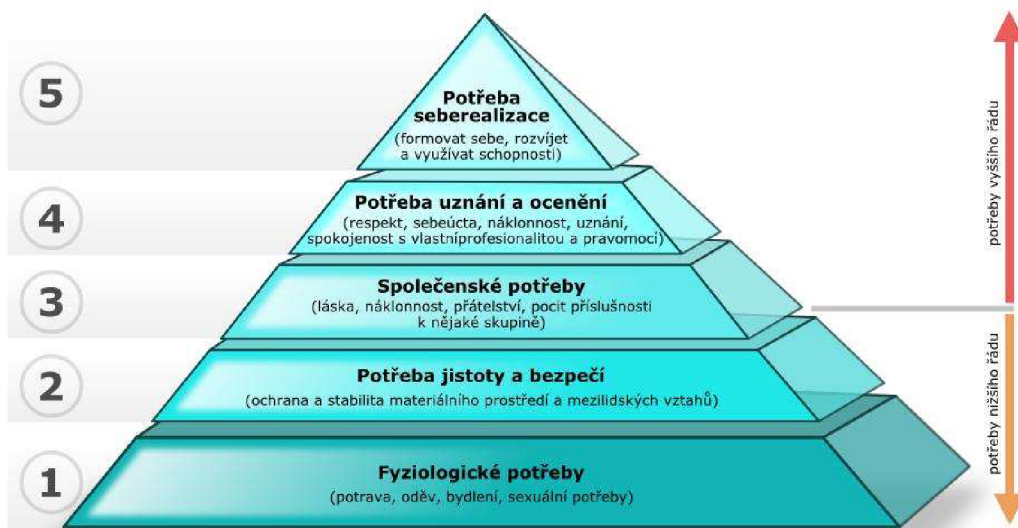 5
Potřeba
seberealizace
(formovat sebe, rozvíjet
a využívat schopnosti)
4
Potřeba uznání a ocenění
(respekt, sebeúcta, náklonnost, uznání,
spokojenost s vlastníprofesionalitou a pravomocí)
3
Společenské potřeby
(láska, náklonnost, přátelství, pocit příslušnosti
k nějaké skupině)
2
Potřeba jistoty a bezpečí
(ochrana a stabilita materiálního prostředí a mezilidských vztahů)
1
Fyziologické potřeby
(potrava, oděv, bydlení, sexuální potřeby)
potřeby vyššího řádu
potřeby nižšího řádu